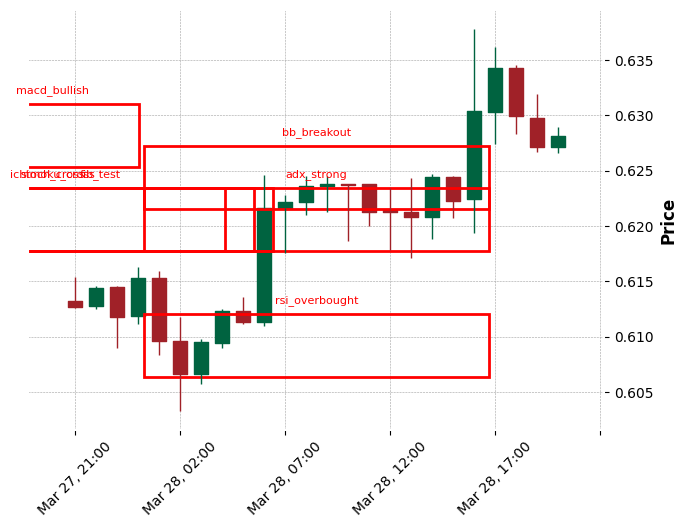 macd_bullish
bb_breakout
adx_strong
rsi_overbought
0.635
0.630
0.625
0.620
0.615
0.610
0.605
Price
Mar 27, 21:00
Mar 28, 02:00
Mar 28, 07:00
Mar 28, 12:00
Mar 28, 17:00